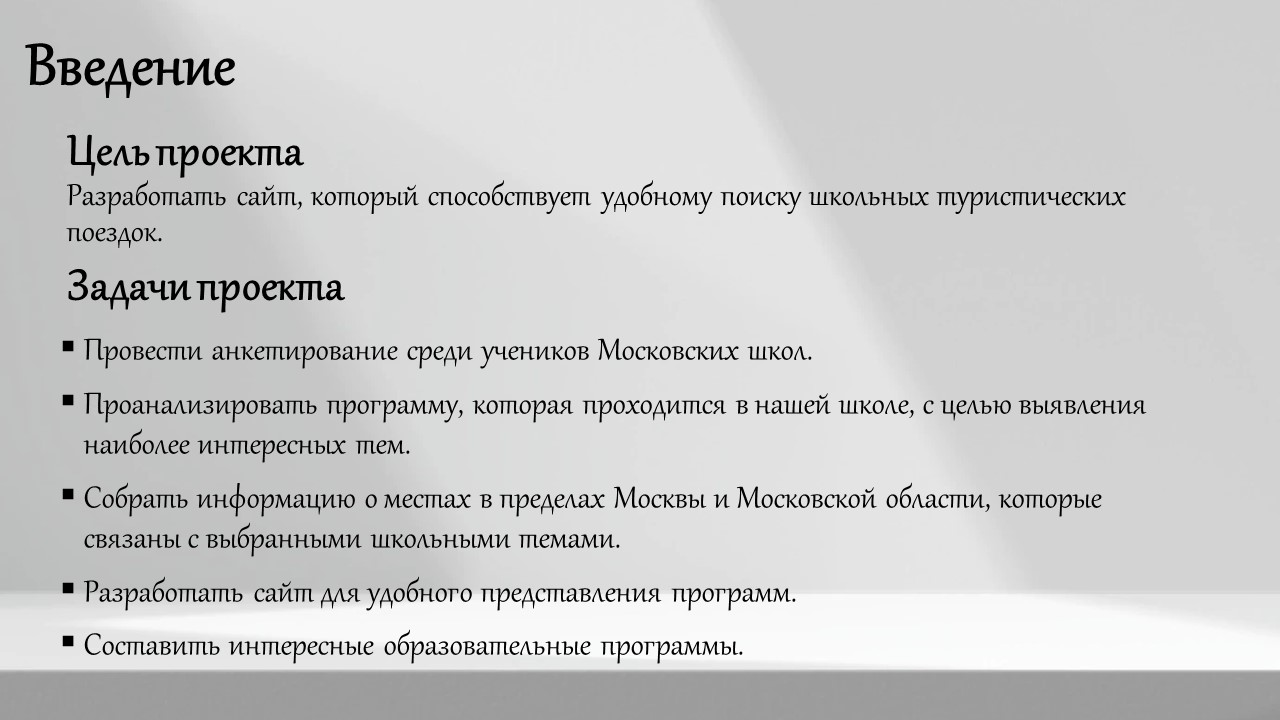 Введение
Цель проекта
Разработать сайт, который способствует удобному поиску школьных туристических
поездок.
Задачи проекта
▪ Провести анкетирование среди учеников Московских школ.
▪ Проанализировать программу, которая проходится в нашей школе, с целью выявления
наиболее интересных тем.
▪ Собрать информацию о местах в пределах Москвы и Московской области, которые
связаны с выбранными школьными темами.
▪ Разработать сайт для удобного представления программ.
▪ Составить интересные образовательные программы.